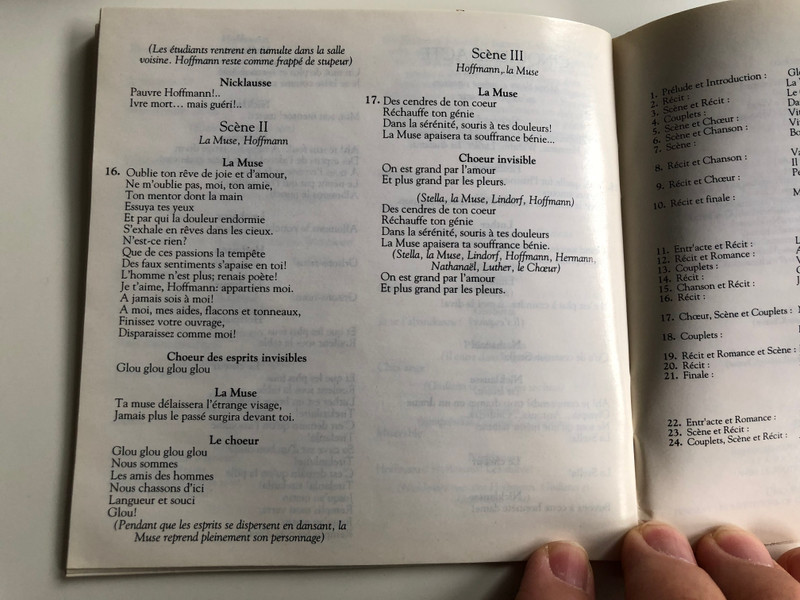 (Les étudiants rentrent en tumulte dans la salle
voisine. Hoffmann reste comme frappé de stupeur)
Nicklausse
Pauvre Hoffmann!..
Ivre mort... mais guéri!..
Scène II
La Muse, Hoffmann
La Muse
16. Oublie ton rêve de joie et d'amour,
Ne m'oublie pas, moi, ton amie,
Ton mentor dont la main
Essuya tes yeux
Et par qui la douleur endormie
S'exhale en rêves dans les cieux.
N'est-ce rien?
Que de ces passions la tempête
Des faux sentiments s'apaise en toi!
L'homme n'est plus; renais poète!
Je t'aime, Hoffmann: appartiens moi.
A jamais sois à moi!
A moi, mes aides, flacons et tonneaux,
Finissez votre ouvrage,
Disparaissez comme moi!
Choeur des esprits invisibles
Glou glou glou glou
La Muse
Ta muse délaissera l'étrange visage,
Jamais plus le passé surgira devant toi.
Le choeur
Glou glou glou glou
Nous sommes
Les amis des hommes
Nous chassons d'ici
Langueur et souci
Glou!
(Pendant que les esprits se dispersent en dansant, la
Muse reprend pleinement son personnage)
Scène III
Hoffmann, la Muse
La Muse
17. Des cendres de ton coeur
Réchauffe ton génie
Dans la sérénité, souris à tes douleurs!
La Muse apaisera ta souffrance bénie...
Choeur invisible
On est grand par l'amour
Et plus grand par les pleurs.
(Stella, la Muse, Lindorf, Hoffmann)
Des cendres de ton coeur
Réchauffe ton génie
Dans la sérénité, souris à tes douleurs
La Muse apaisera ta souffrance bénie.
(Stella, la Muse, Lindorf, Hoffmann, Hermann,
Nathanaël, Luther, le Chœur)
On est grand par l'amour
Et plus grand par les pleurs.
1. Prélude et Introduction :
2. Récit :
3. Scène et Récit :
4. Couplets :
5. Scène et Chœur :
6. Scène et Chanson :
7. Scène :
8. Récit et Chanson :
9. Récit et Chœur :
10. Récit et finale :
11. Entr'acte et Récit :
12. Récit et Romance :
13. Couplets :
14. Récit :
15. Chanson et Récit :
16. Récit :
17. Chœur, Scène et Couplets :
18. Couplets :
19. Récit et Romance et Scène :
20. Récit :
21. Finale :
22. Entr'acte et Romance :
23. Scène et Récit :
24. Couplets, Scène et Récit :